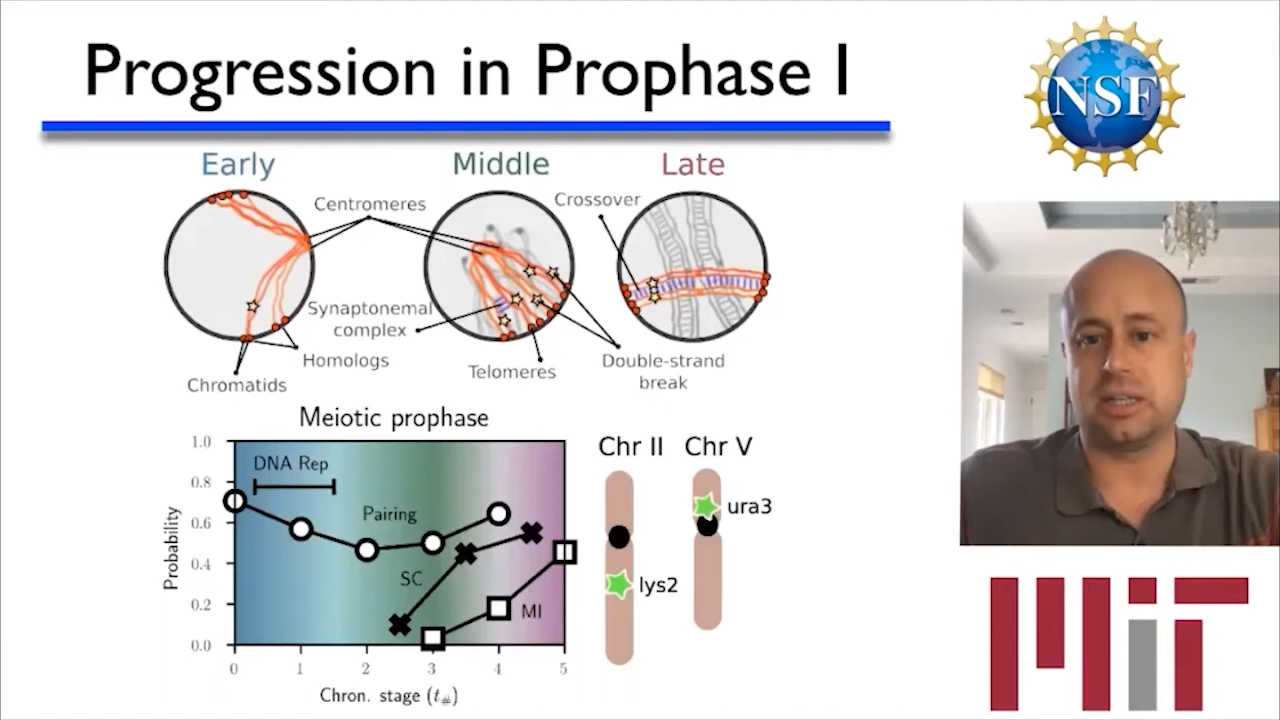 Progression in Prophase I
NSF
Early
Middle
Late
Centromeres
Crossover
Synaptonemal
complex
Homologs
Chromatids
Telomeres
Double-strand
break
Meiotic prophase
1.0
0.8
0.6
0.4
0.2
0.0
Probability
DNA Rep
Pairing
SC
MI
0 1 2 3 4 5
Chron. stage (t#)
Chr II Chr V
ura3
lys2
MIT